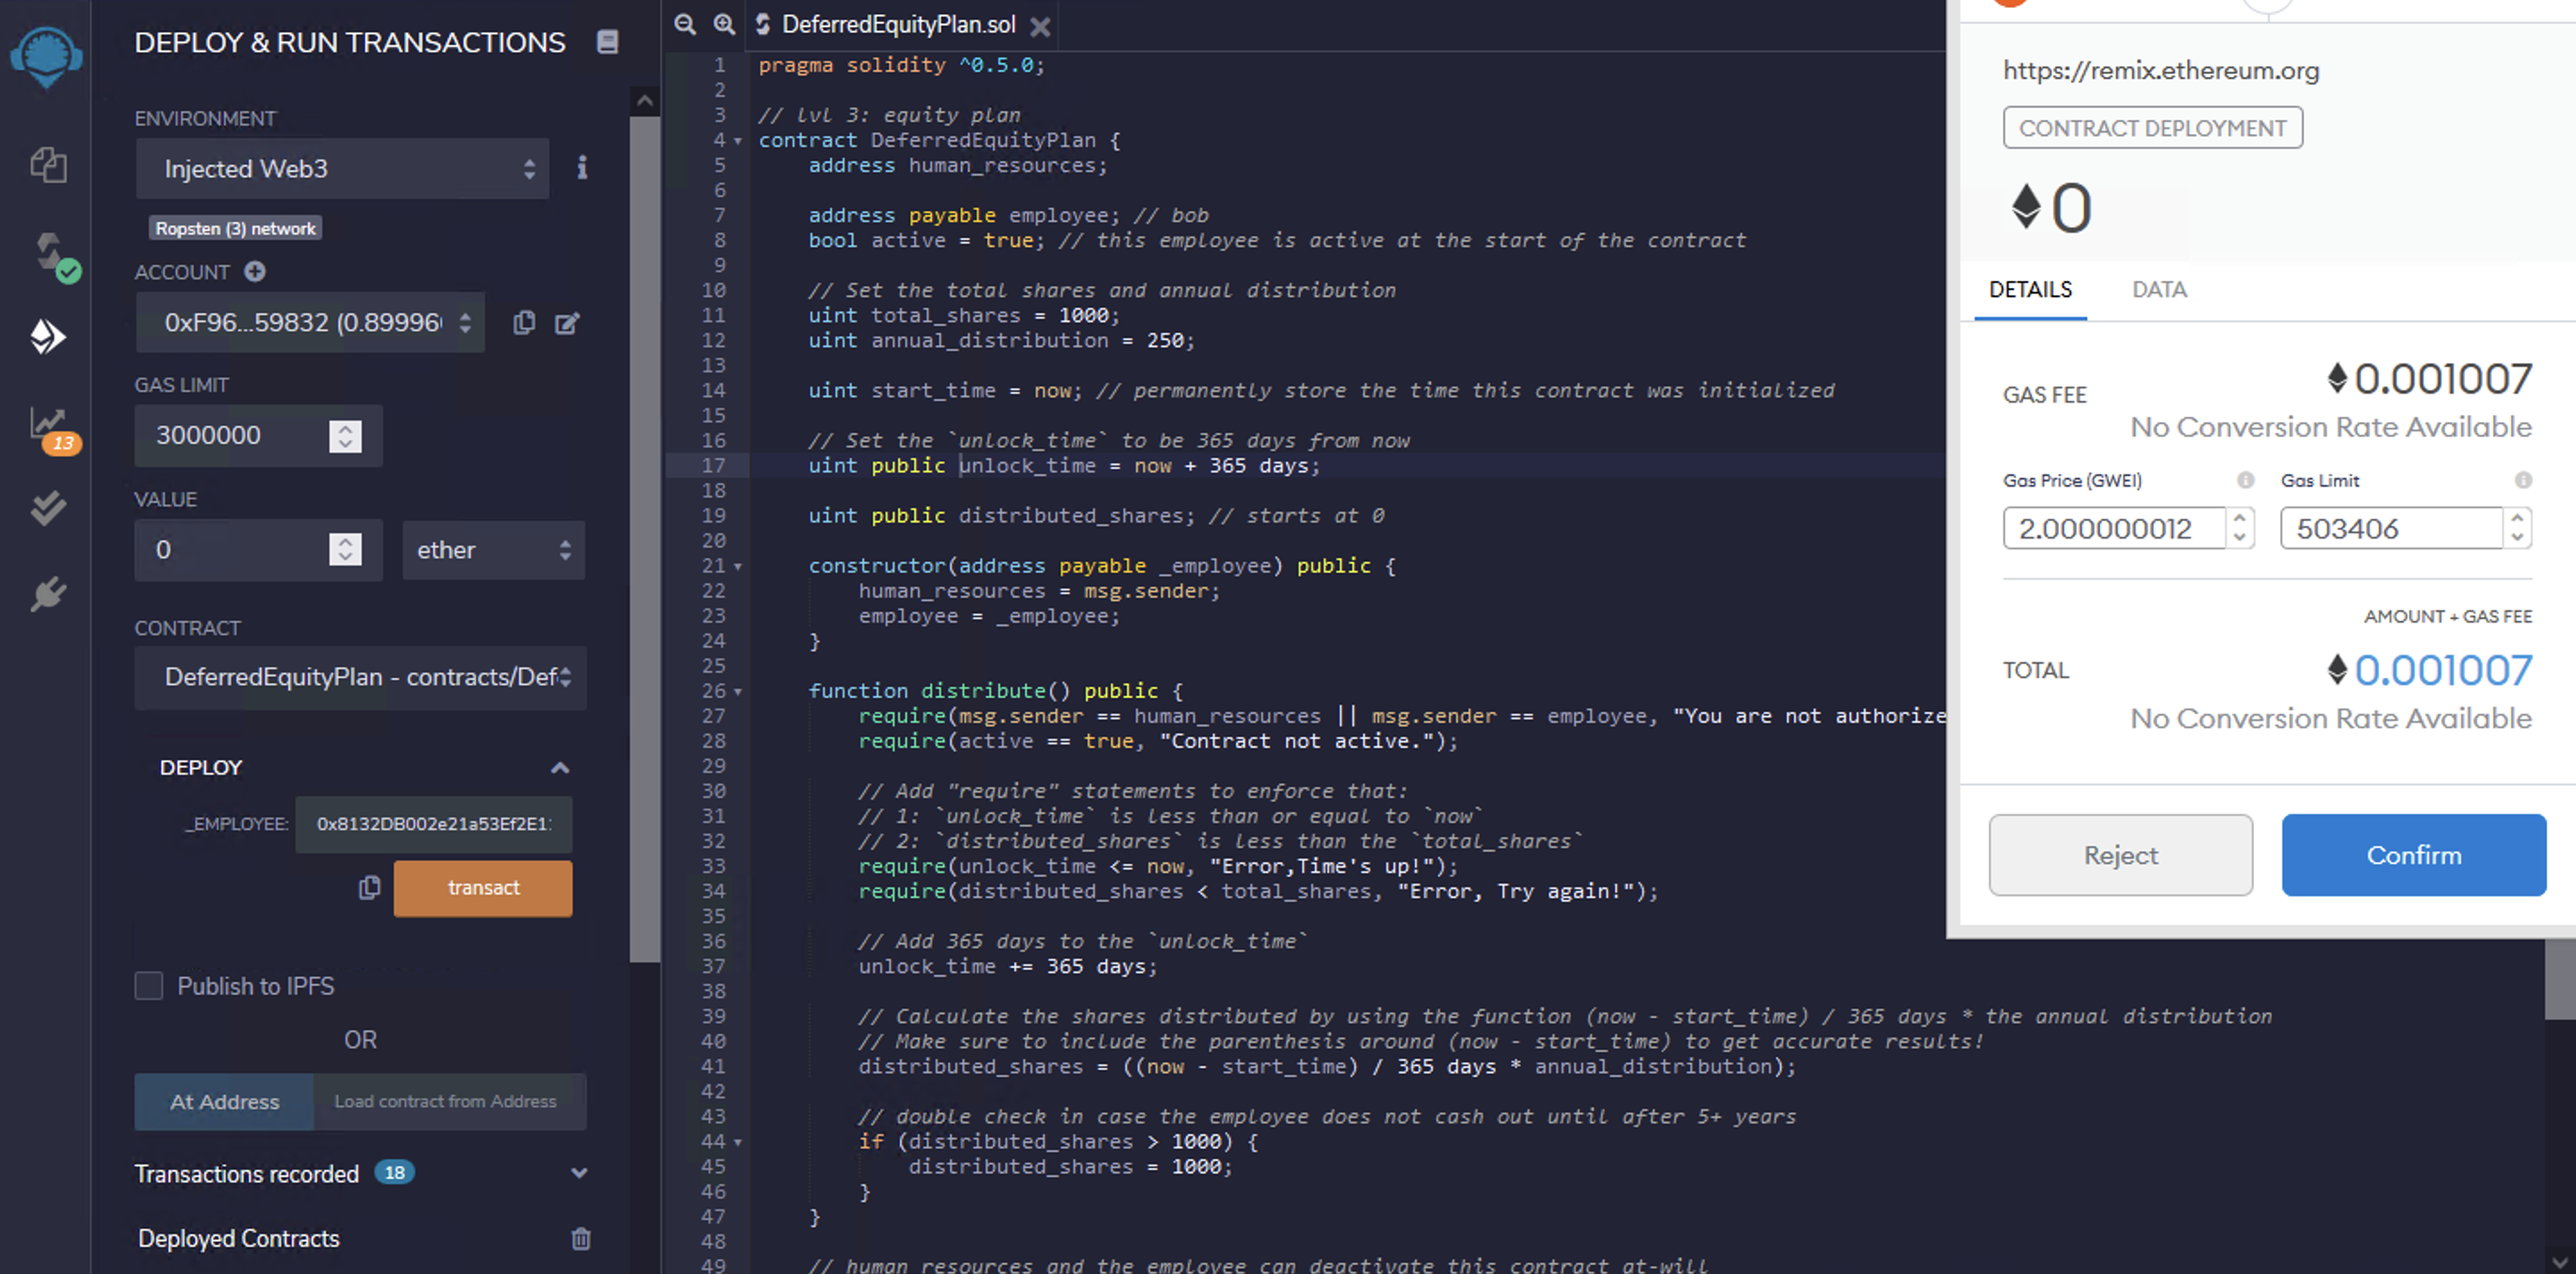 DEPLOY & RUN TRANSACTIONS
ENVIRONMENT
Injected Web3
Ropsten (3) network
ACCOUNT
0xF96...59832 (0.89996
GAS LIMIT
3000000
VALUE
0
ether
CONTRACT
DeferredEquityPlan - contracts/Def
DEPLOY
_EMPLOYEE:
0x8132DB002e21a53Ef2E1
transact
Publish to IPFS
OR
At Address
Load contract from Address
Transactions recorded 18
Deployed Contracts
13
DeferredEquityPlan.sol
1 pragma solidity ^0.5.0;
2
3 // lvl 3: equity plan
4 contract DeferredEquityPlan {
5 address human_resources;
6
7 address payable employee; // bob
8 bool active = true; // this employee is active at the start of the contract
9
10 // Set the total shares and annual distribution
11 uint total_shares = 1000;
12 uint annual_distribution = 250;
13
14 uint start_time = now; // permanently store the time this contract was initialized
15
16 // Set the `unlock_time` to be 365 days from now
17 uint public unlock_time = now + 365 days;
18
19 uint public distributed_shares; // starts at 0
20
21 constructor(address payable _employee) public {
22 human_resources = msg.sender;
23 employee = _employee;
24 }
25
26 function distribute() public {
27 require(msg.sender == human_resources || msg.sender == employee, "You are not authorize
28 require(active == true, "Contract not active.");
29
30 // Add "require" statements to enforce that:
31 // 1: `unlock_time` is less than or equal to `now`
32 // 2: `distributed_shares` is less than the `total_shares`
33 require(unlock_time <= now, "Error,Time's up!");
34 require(distributed_shares < total_shares, "Error, Try again!");
35
36 // Add 365 days to the `unlock_time`
37 unlock_time += 365 days;
38
39 // Calculate the shares distributed by using the function (now - start_time) / 365 days * the annual distribution
40 // Make sure to include the parenthesis around (now - start_time) to get accurate results!
41 distributed_shares = ((now - start_time) / 365 days * annual_distribution);
42
43 // double check in case the employee does not cash out until after 5+ years
44 if (distributed_shares > 1000) {
45 distributed_shares = 1000;
46 }
47 }
48
49 // human resources and the employee can deactivate this contract at-will
https://remix.ethereum.org
CONTRACT DEPLOYMENT
0
DETAILS
DATA
GAS FEE
0.001007
No Conversion Rate Available
Gas Price (GWEI)
Gas Limit
2.000000012
503406
AMOUNT + GAS FEE
TOTAL
0.001007
No Conversion Rate Available
Reject
Confirm